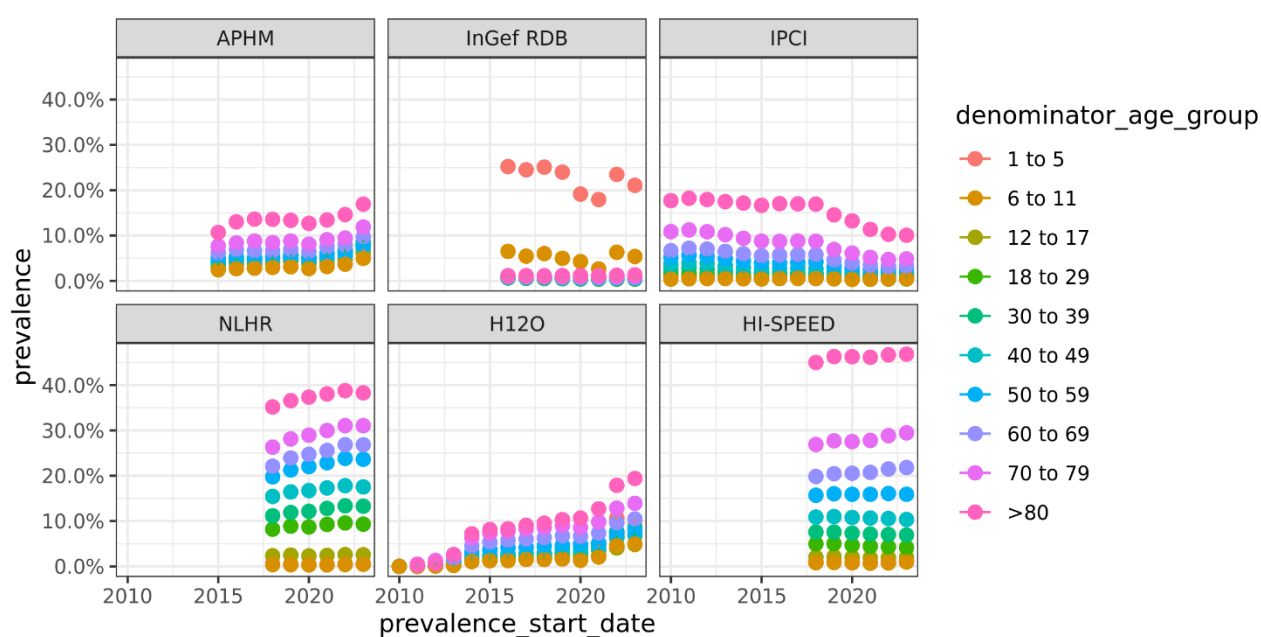 APHM
InGef RDB
IPCI
40.0%
30.0%
20.0%
10.0%
0.0%
NLHR
H12O
HI-SPEED
40.0%
30.0%
20.0%
10.0%
0.0%
2010 2015 2020
2010 2015 2020
2010 2015 2020
prevalence
prevalence_start_date
denominator_age_group
1 to 5
6 to 11
12 to 17
18 to 29
30 to 39
40 to 49
50 to 59
60 to 69
70 to 79
>80